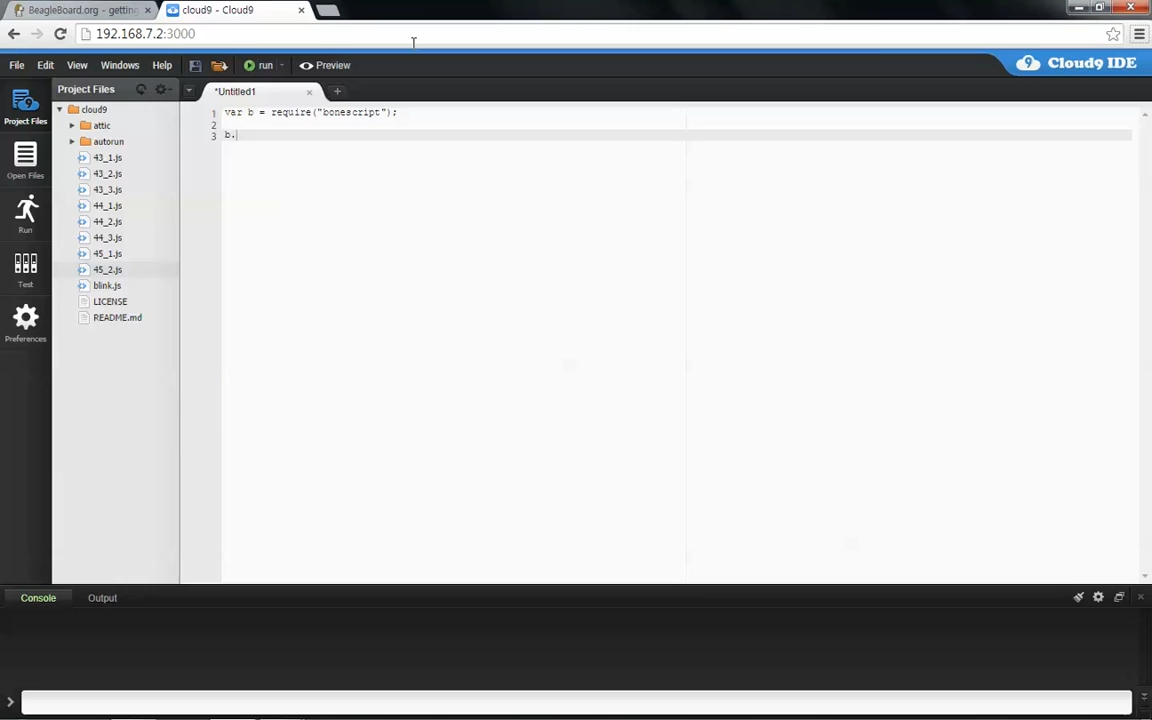 BeagleBoard.org - getting
cloud9 - Cloud9
192.168.7.2:3000
File Edit View Windows Help run Preview Cloud9 IDE
Project Files
*Untitled1
Project Files
Open Files
Run
Test
Preferences
cloud9
attic
autorun
43_1.js
43_2.js
43_3.js
44_1.js
44_2.js
44_3.js
45_1.js
45_2.js
blink.js
LICENSE
README.md
1 var b = require("bonescript");
2
3 b.
Console Output